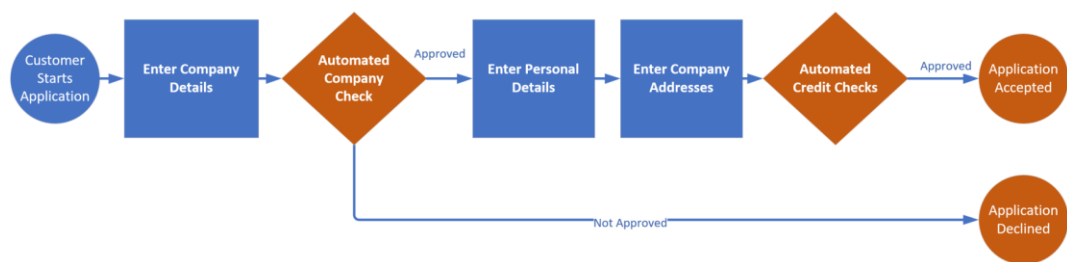 Customer
Starts
Application
Enter Company
Details
Automated
Company
Check
Approved
Enter Personal
Details
Enter Company
Addresses
Automated
Credit Checks
Approved
Application
Accepted
Not Approved
Application
Declined